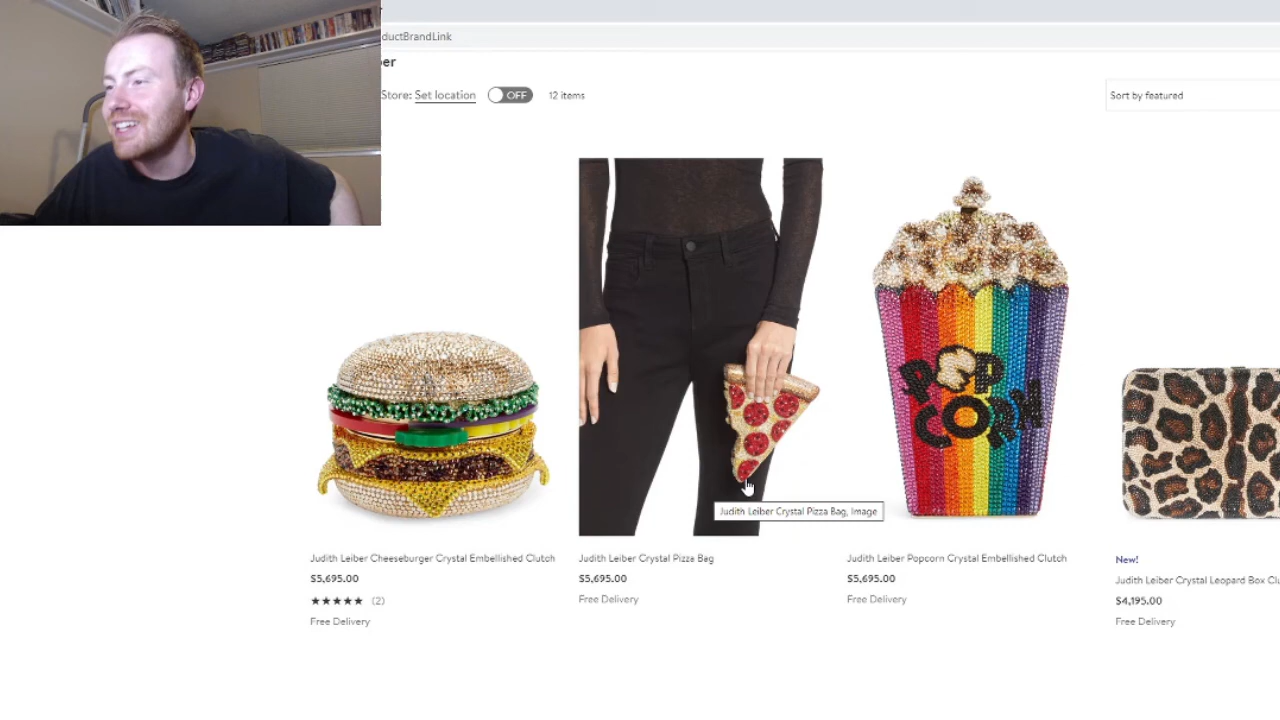 ductBrandLink
er
Store: Set location OFF 12 items
Sort by featured
POP
CORN
Judith Leiber Crystal Pizza Bag, Image
Judith Leiber Cheeseburger Crystal Embellished Clutch
$5,695.00
★★★★★ (2)
Free Delivery
Judith Leiber Crystal Pizza Bag
$5,695.00
Free Delivery
Judith Leiber Popcorn Crystal Embellished Clutch
$5,695.00
Free Delivery
New!
Judith Leiber Crystal Leopard Box Clu
$4,195.00
Free Delivery